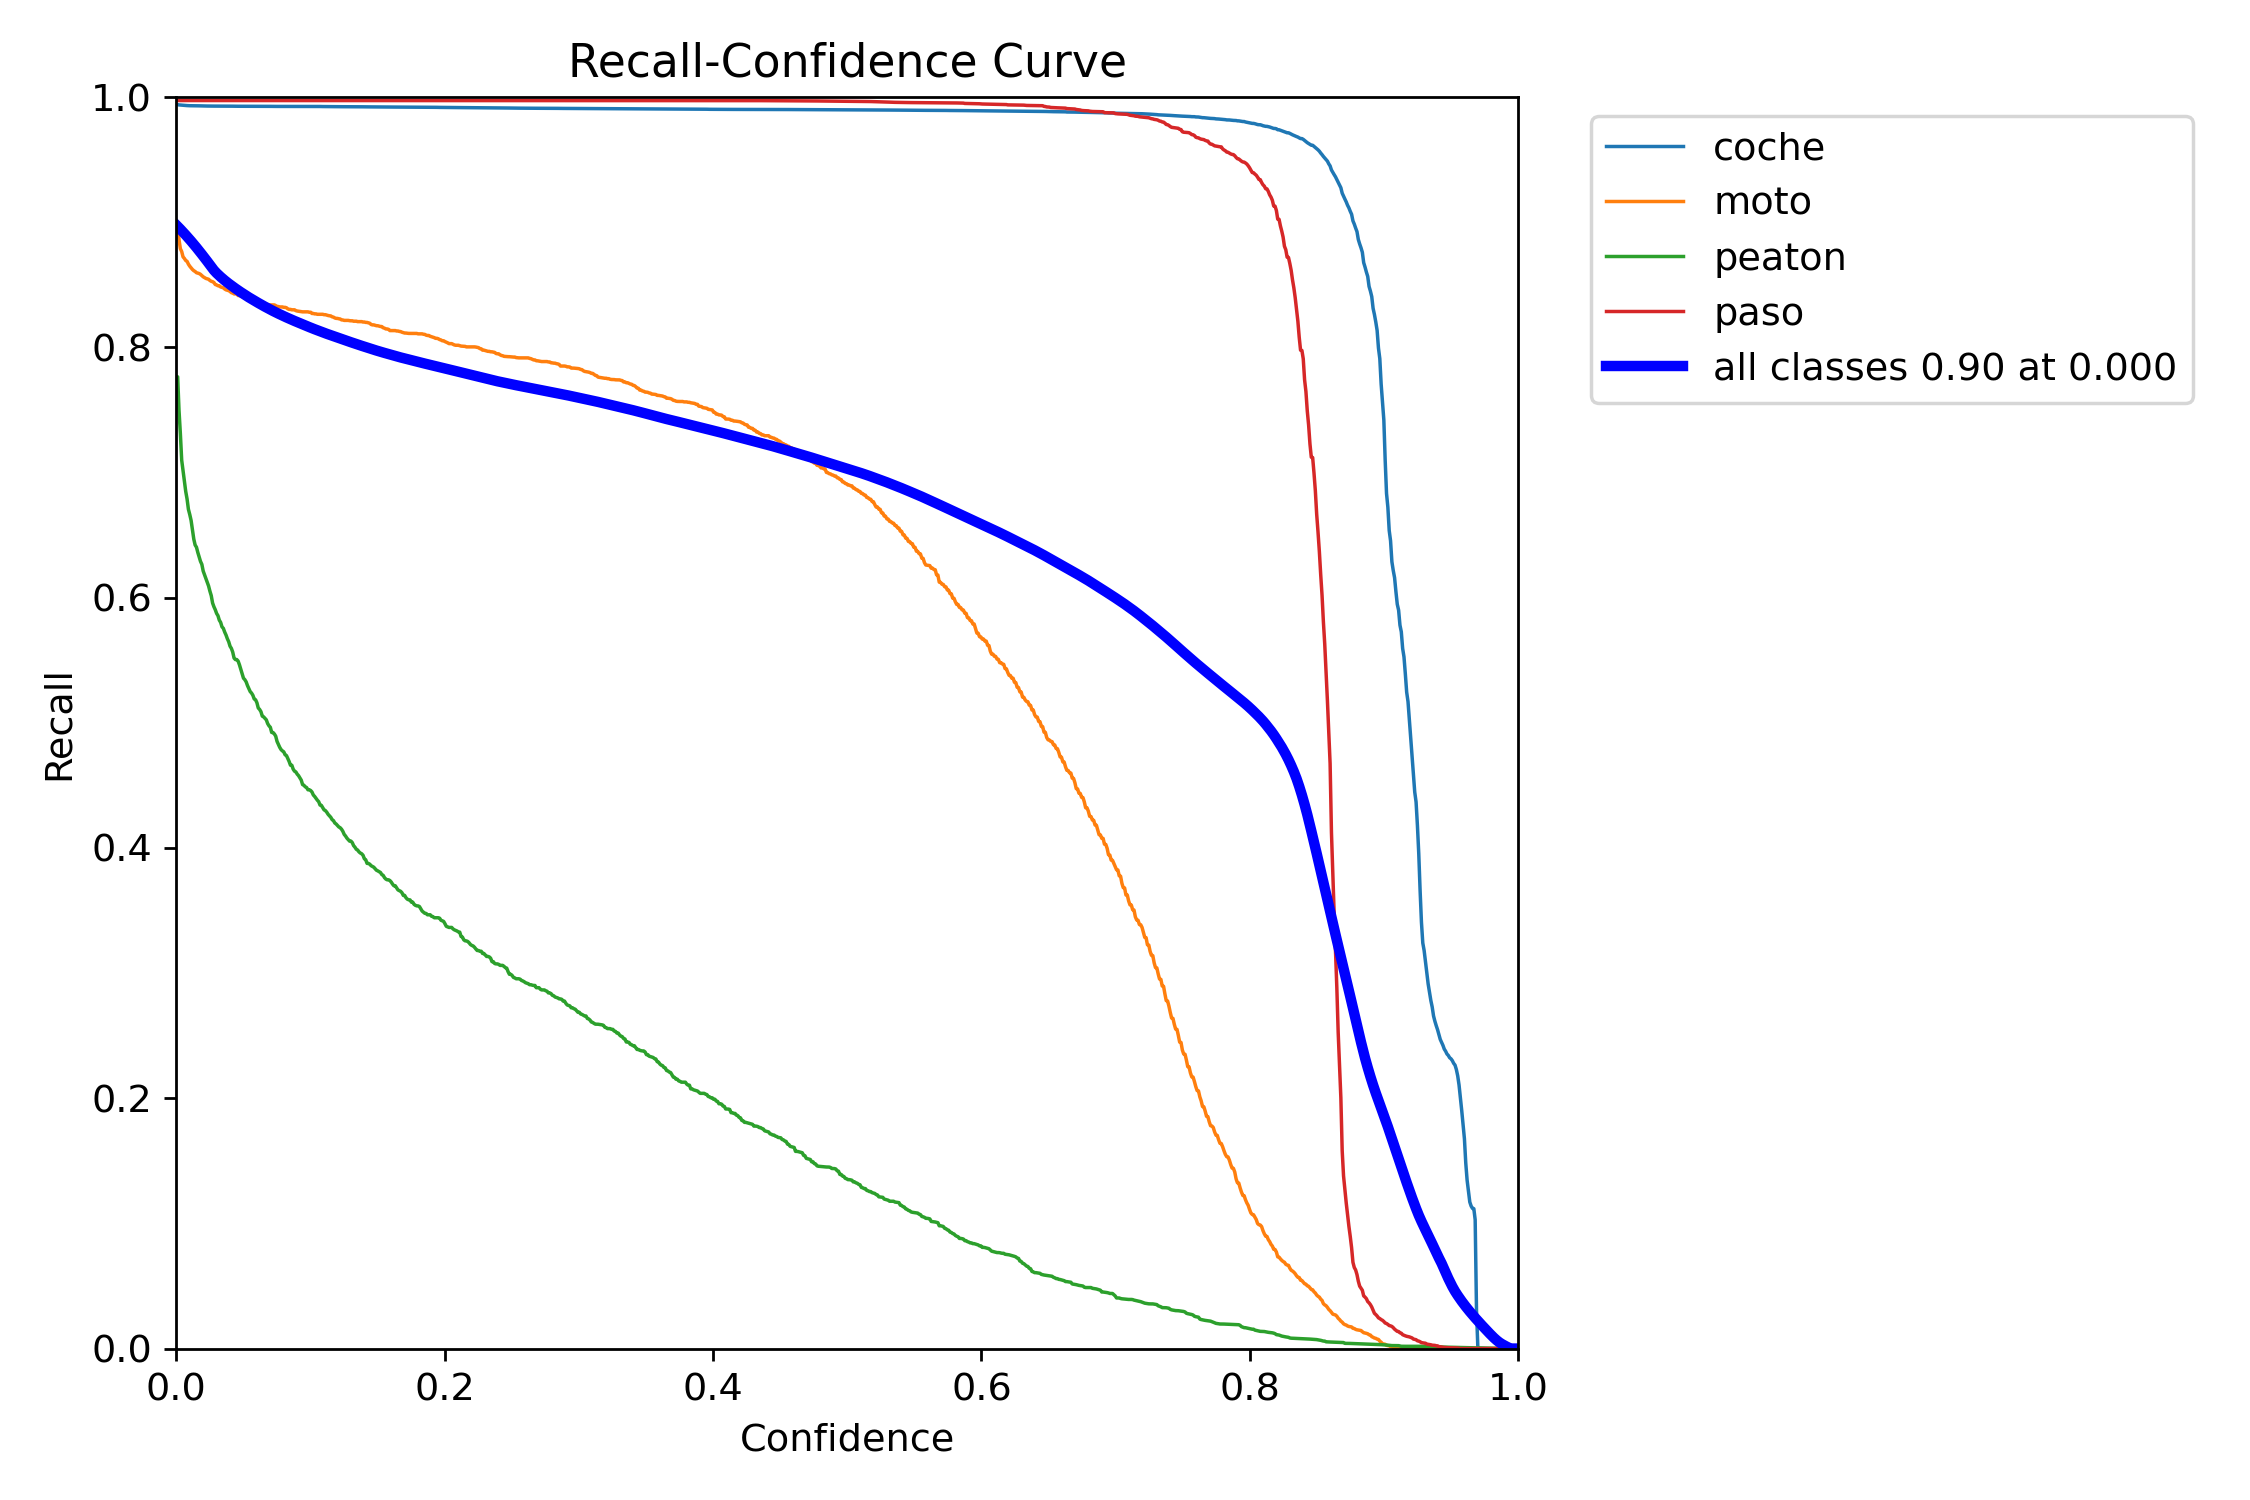 Recall-Confidence Curve
1.0
0.8
0.6
0.4
0.2
0.0
Recall
0.0 0.2 0.4 0.6 0.8 1.0
Confidence
coche
moto
peaton
paso
all classes 0.90 at 0.000